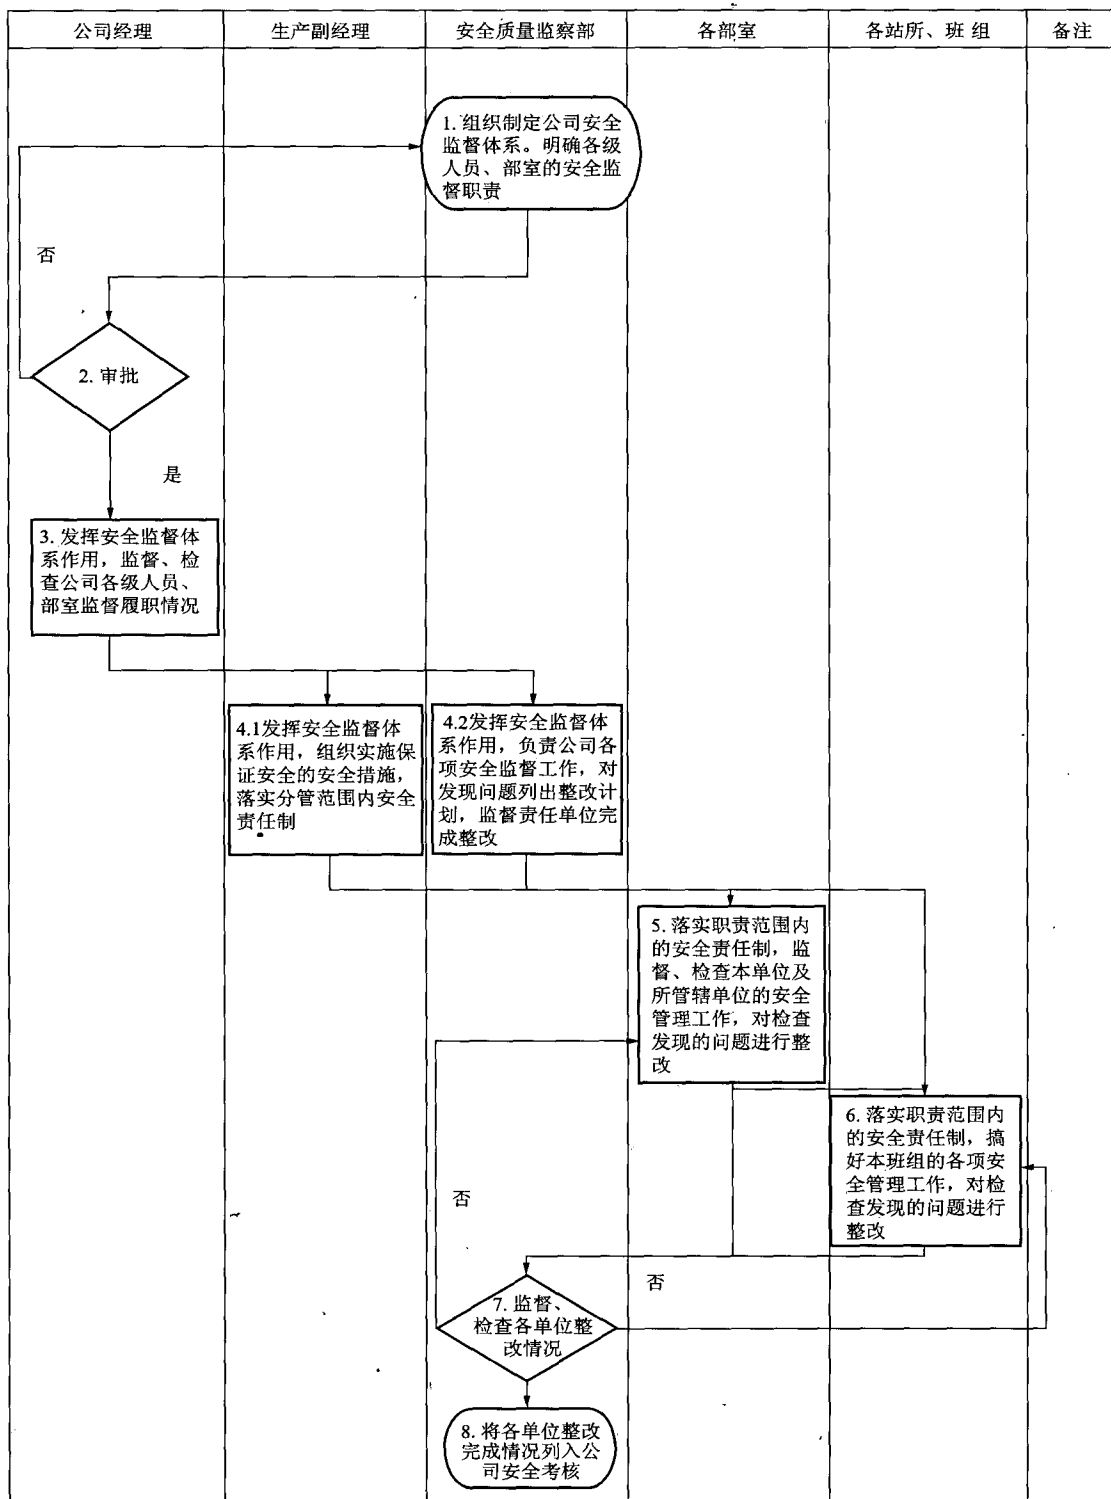 公司经理
生产副经理
安全质量监察部
各部室
各站所、班 组
备注
1. 组织制定公司安全
监督体系。明确各级
人员、部室的安全监
督职责
否
2. 审批
是
3. 发挥安全监督体
系作用，监督、检
查公司各级人员、
部室监督履职情况
4.1发挥安全监督体
系作用，组织实施保
证安全的安全措施，
落实分管范围内安全
责任制
4.2发挥安全监督体
系作用，负责公司各
项安全监督工作，对
发现问题列出整改计
划，监督责任单位完
成整改
5. 落实职责范围内
的安全责任制，监
督、检查本单位及
所管辖单位的安全
管理工作，对检查
发现的问题进行整
改
6. 落实职责范围内
的安全责任制，搞
好本班组的各项安
全管理工作，对检
查发现的问题进行
整改
否
否
7. 监督、
检查各单位整
改情况
8. 将各单位整改
完成情况列入公
司安全考核